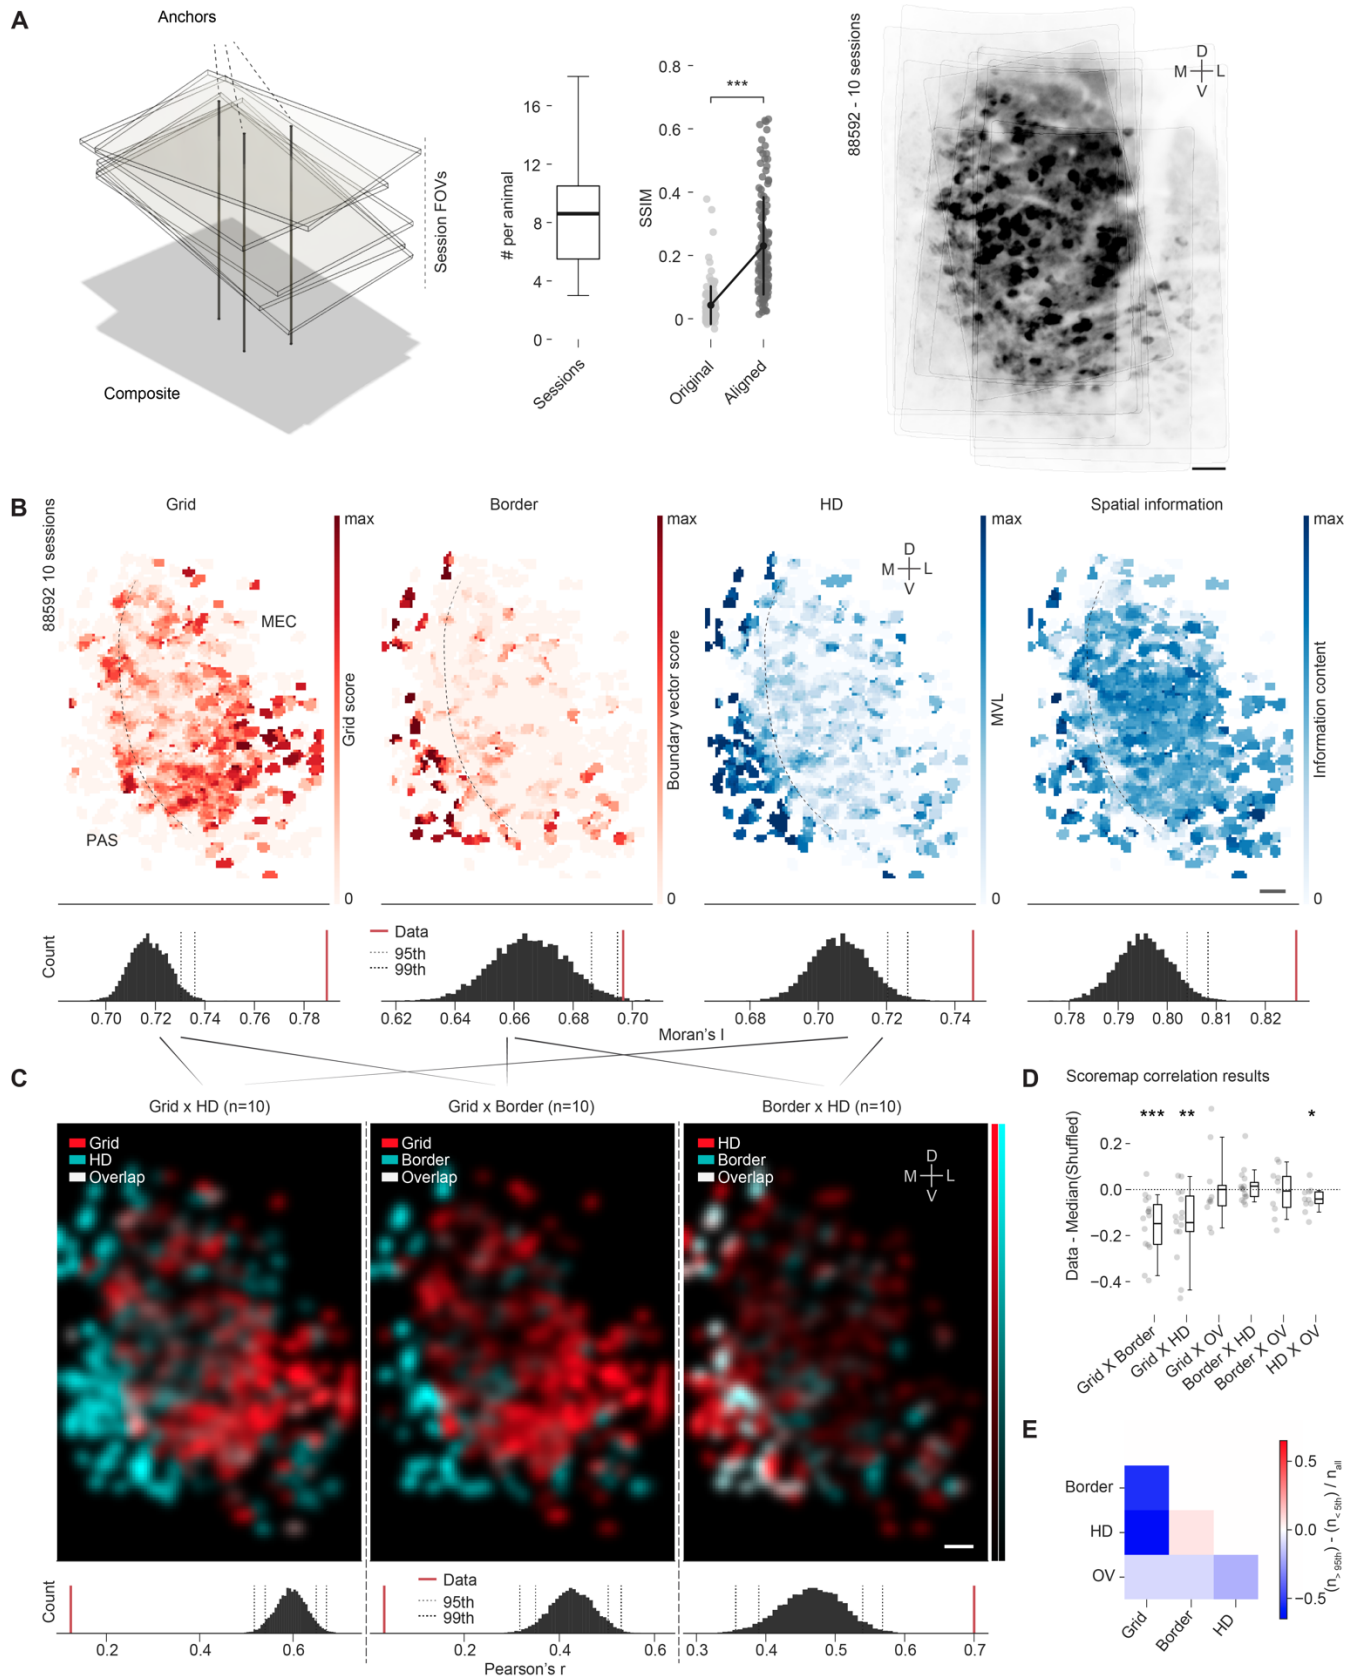 A
Anchors
Session FOVs
Composite
# per animal
16
12
8
4
0
Sessions
SSIM
0.8
0.6
0.4
0.2
0
***
Original
Aligned
88592 - 10 sessions
D
M L
V
B
88592 10 sessions
Grid
MEC
PAS
max
Grid score
0
Border
max
Boundary vector score
0
HD
D
M L
V
max
MVL
0
Spatial information
max
Information content
0
Count
0.70 0.72 0.74 0.76 0.78
Data
95th
99th
0.62 0.64 0.66 0.68 0.70
0.68 0.70 0.72 0.74
0.78 0.79 0.80 0.81 0.82
Moran's I
C
Grid x HD (n=10)
Grid
HD
Overlap
Grid x Border (n=10)
Grid
Border
Overlap
Border x HD (n=10)
HD
Border
Overlap
D
M L
V
Count
0.2 0.4 0.6
Data
95th
99th
0.2 0.4 0.6
0.3 0.4 0.5 0.6 0.7
Pearson's r
D
Scoremap correlation results
Data - Median(Shuffled)
*** ** *
0.2
0.0
−0.2
−0.4
Grid X Border
Grid X HD
Grid X OV
Border X HD
Border X OV
HD X OV
E
Border
HD
OV
Grid
Border
HD
0.5
0.0
−0.5
(n> 95th) - (n< 5th) / nall